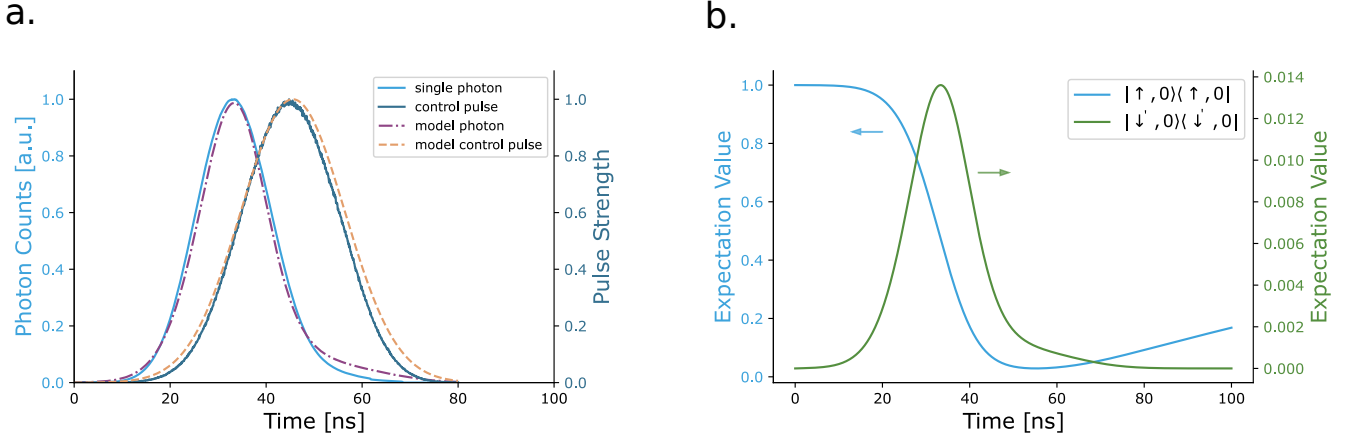 a.
Photon Counts [a.u.]
1.0
0.8
0.6
0.4
0.2
0.0
single photon
control pulse
model photon
model control pulse
1.0
0.8
0.6
0.4
0.2
0.0
Pulse Strength
0 20 40 60 80 100
Time [ns]
b.
Expectation Value
1.0
0.8
0.6
0.4
0.2
0.0
|↑,0⟩⟨↑,0|
|↓',0⟩⟨↓',0|
0.014
0.012
0.010
0.008
0.006
0.004
0.002
0.000
Expectation Value
0 20 40 60 80 100
Time [ns]